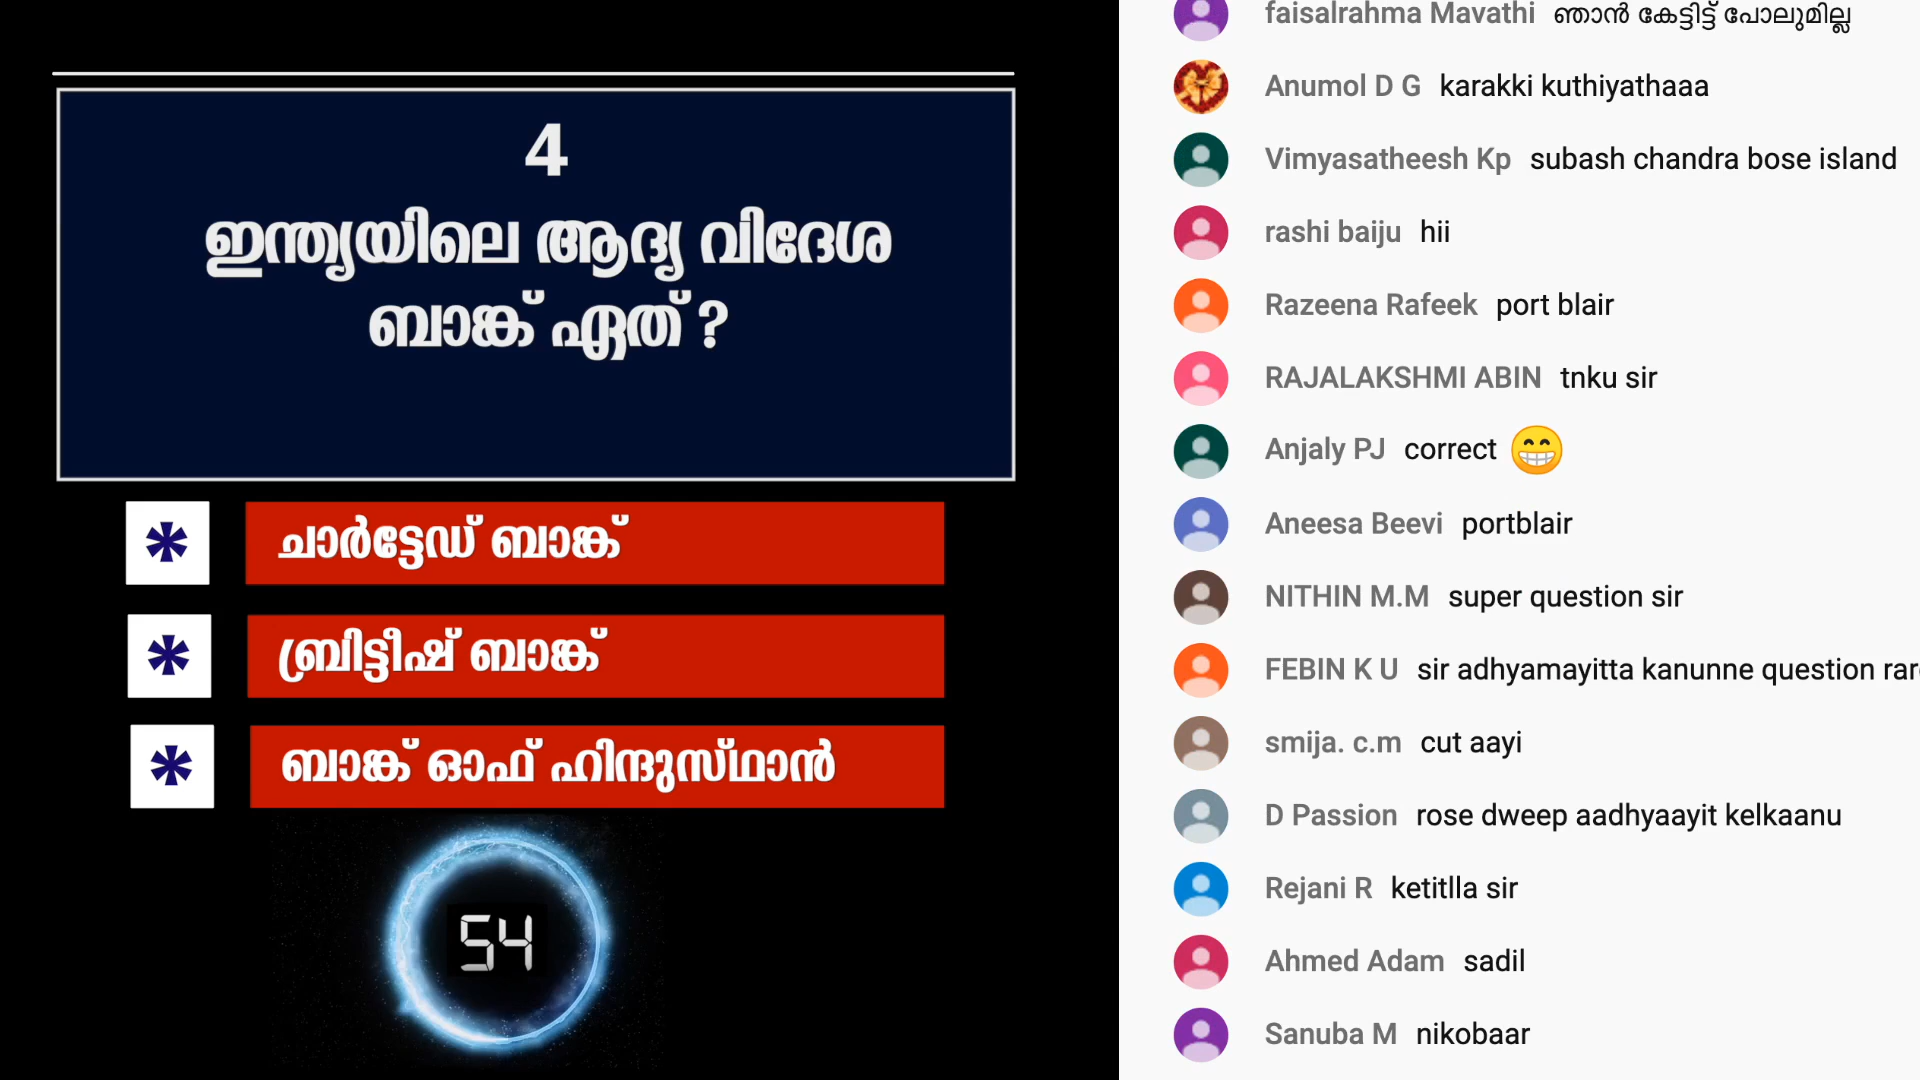 4
ഇന്ത്യയിലെ ആദ്യ വിദേശ
ബാങ്ക് ഏത് ?
* ചാർട്ടേഡ് ബാങ്ക്
* ബ്രിട്ടീഷ് ബാങ്ക്
* ബാങ്ക് ഓഫ് ഹിന്ദുസ്ഥാൻ
54
faisalrahma Mavathi ഞാൻ കേട്ടിട്ട് പോലുമില്ല
Anumol D G karakki kuthiyathaaa
Vimyasatheesh Kp subash chandra bose island
rashi baiju hii
Razeena Rafeek port blair
RAJALAKSHMI ABIN tnku sir
Anjaly PJ correct 😁
Aneesa Beevi portblair
NITHIN M.M super question sir
FEBIN K U sir adhyamayitta kanunne question
smija. c.m cut aayi
D Passion rose dweep aadhyaayit kelkaanu
Rejani R ketitlla sir
Ahmed Adam sadil
Sanuba M nikobaar